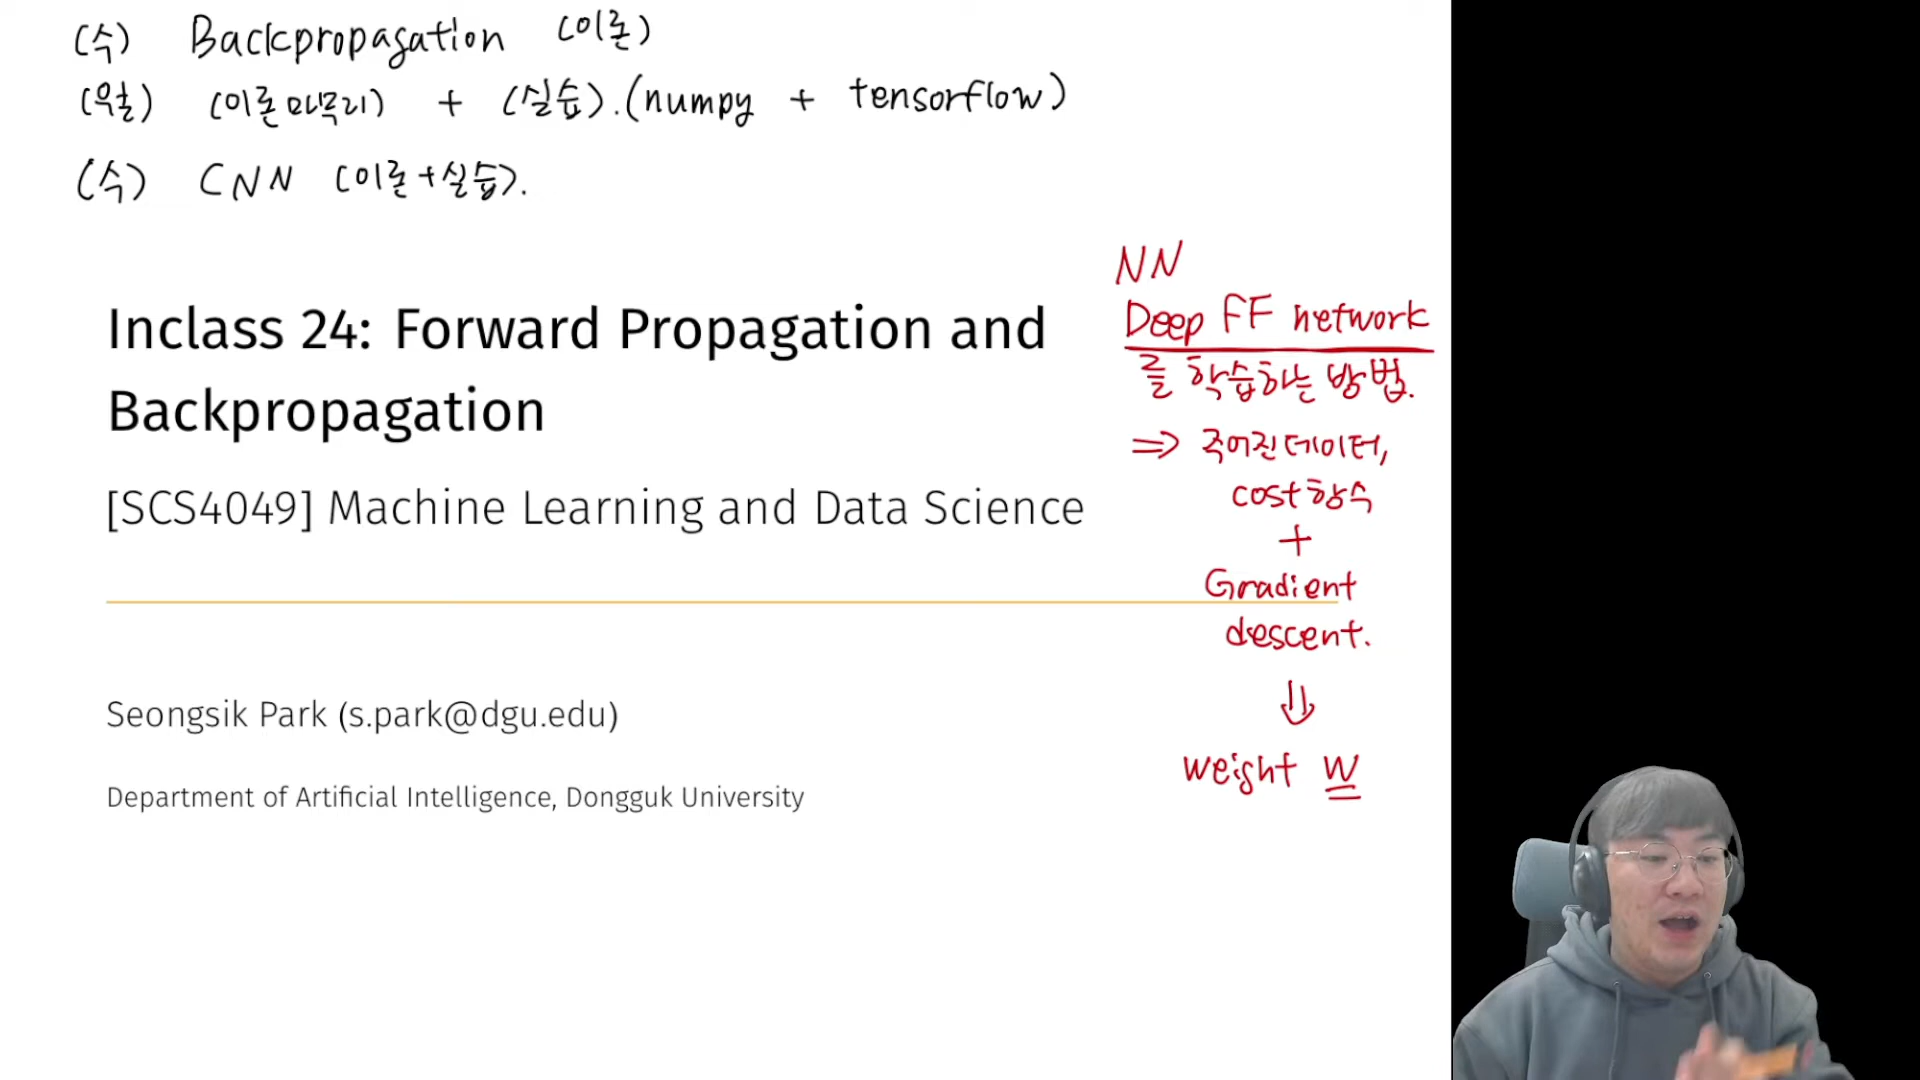 (수) Backpropagation (이론)
(월) (이론 마무리) + (실습).(numpy + tensorflow)
(수) CNN (이론+실습).
Inclass 24: Forward Propagation and
Backpropagation
[SCS4049] Machine Learning and Data Science
Seongsik Park (s.park@dgu.edu)
Department of Artificial Intelligence, Dongguk University
NN
Deep FF network
를 학습하는 방법.
⇒ 주어진 데이터,
cost 함수
+
Gradient
descent.
⇓
weight W